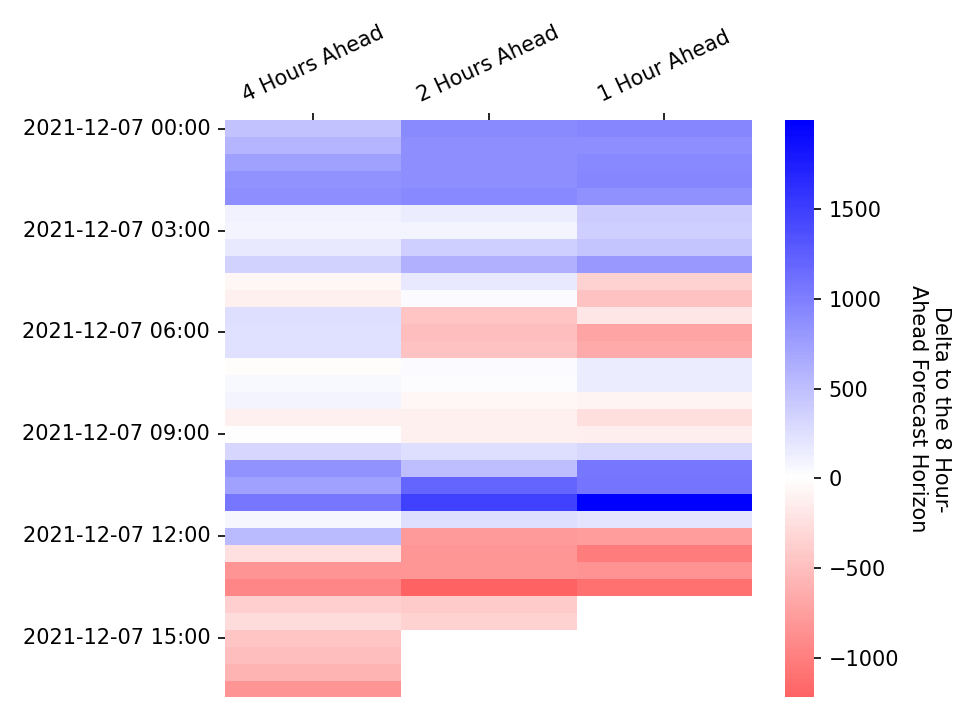 4 Hours Ahead
2 Hours Ahead
1 Hour Ahead
2021-12-07 00:00
2021-12-07 03:00
2021-12-07 06:00
2021-12-07 09:00
2021-12-07 12:00
2021-12-07 15:00
1500
1000
500
0
−500
−1000
Delta to the 8 Hour-
Ahead Forecast Horizon